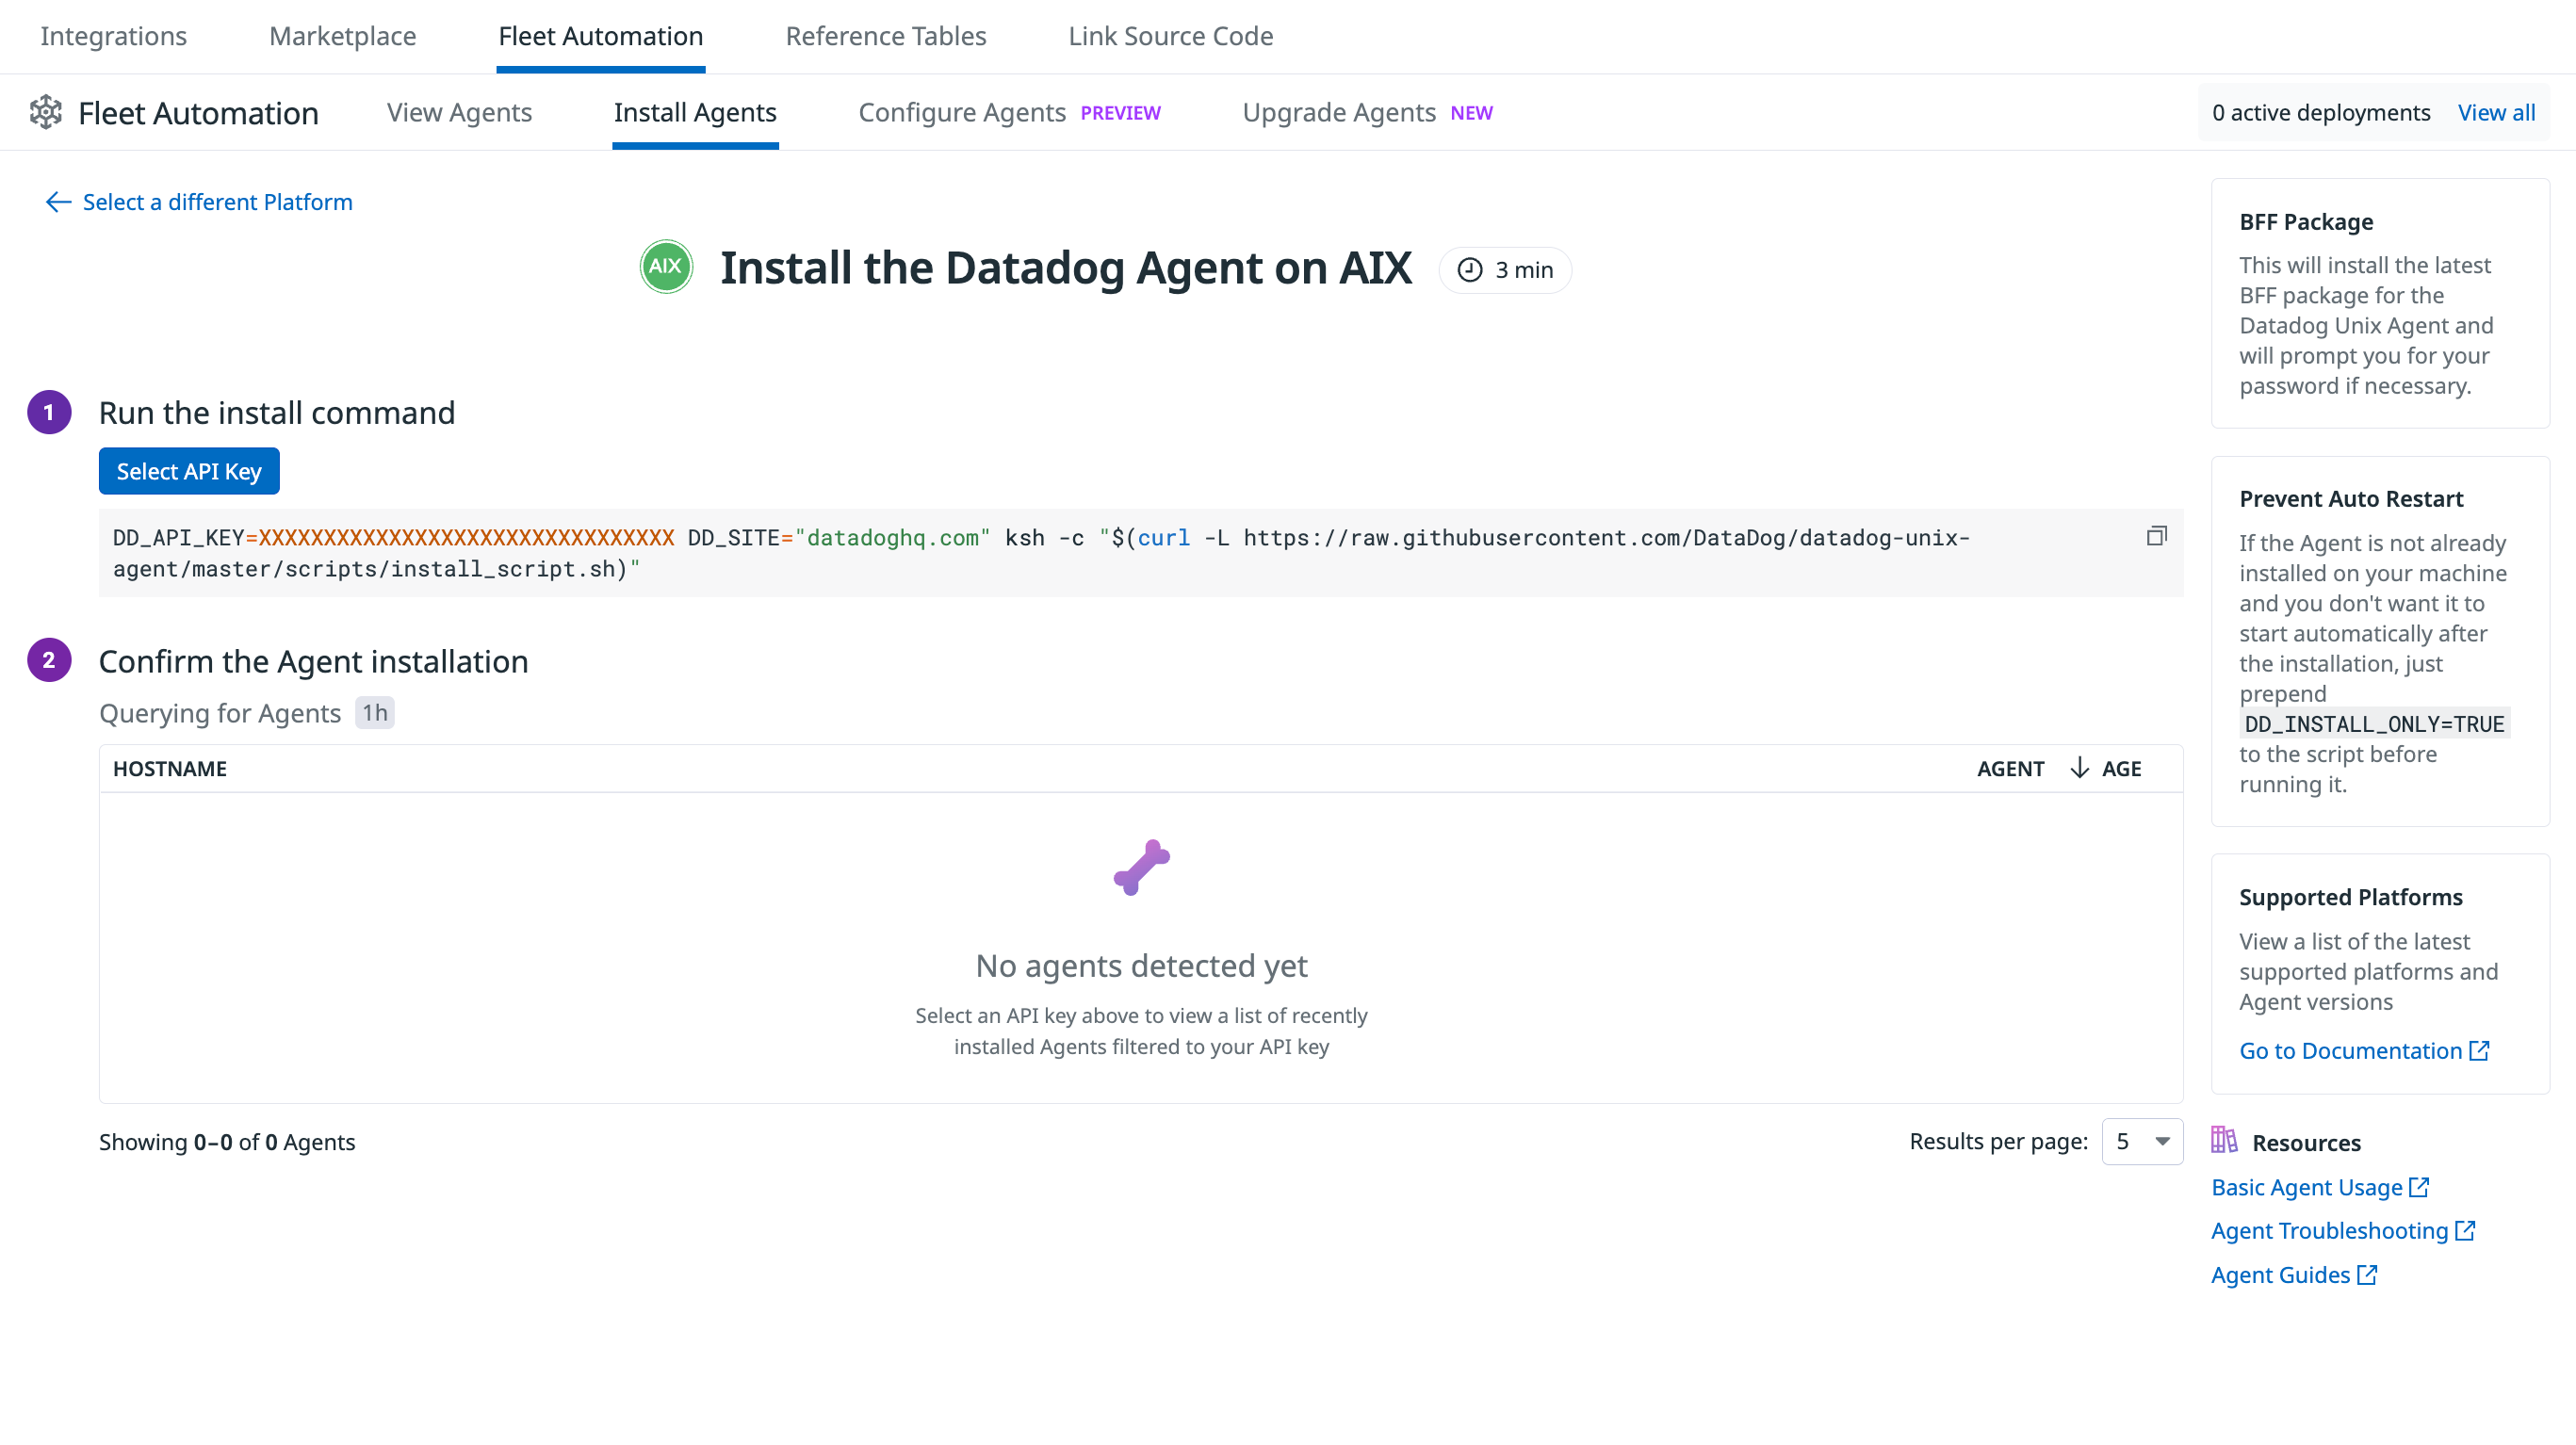 Integrations Marketplace Fleet Automation Reference Tables Link Source Code
Fleet Automation View Agents Install Agents Configure Agents PREVIEW Upgrade Agents NEW 0 active deployments View all
Select a different Platform
AIX Install the Datadog Agent on AIX 3 min
1 Run the install command
Select API Key
DD_API_KEY=XXXXXXXXXXXXXXXXXXXXXXXXXXXXXXXX DD_SITE="datadoghq.com" ksh -c "$(curl -L https://raw.githubusercontent.com/DataDog/datadog-unix-
agent/master/scripts/install_script.sh)"
2 Confirm the Agent installation
Querying for Agents 1h
HOSTNAME AGENT AGE
No agents detected yet
Select an API key above to view a list of recently
installed Agents filtered to your API key
Showing 0–0 of 0 Agents Results per page: 5
BFF Package
This will install the latest
BFF package for the
Datadog Unix Agent and
will prompt you for your
password if necessary.
Prevent Auto Restart
If the Agent is not already
installed on your machine
and you don't want it to
start automatically after
the installation, just
prepend
DD_INSTALL_ONLY=TRUE
to the script before
running it.
Supported Platforms
View a list of the latest
supported platforms and
Agent versions
Go to Documentation
Resources
Basic Agent Usage
Agent Troubleshooting
Agent Guides